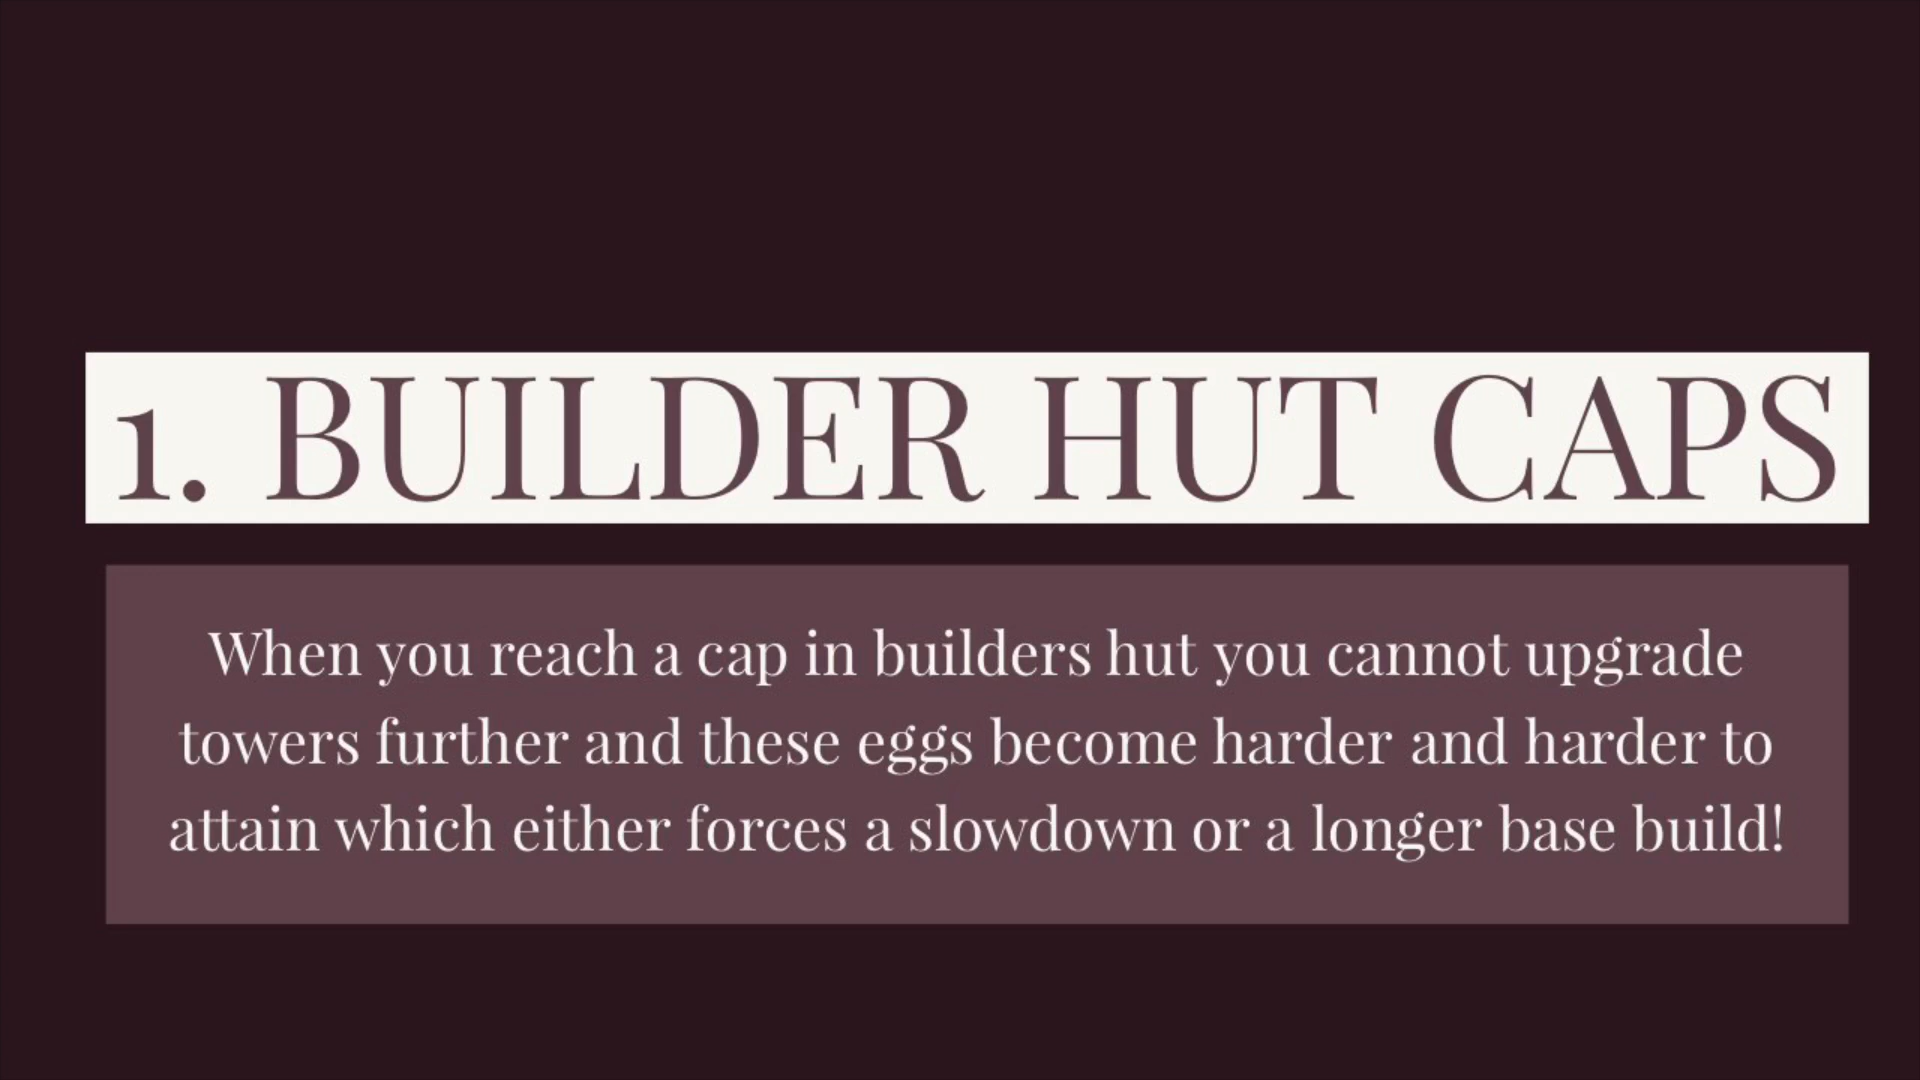 1. BUILDER HUT CAPS
When you reach a cap in builders hut you cannot upgrade
towers further and these eggs become harder and harder to
attain which either forces a slowdown or a longer base build!